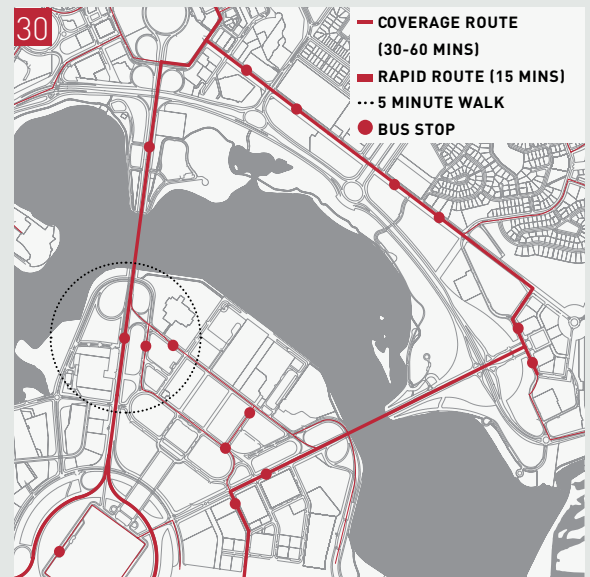 30
COVERAGE ROUTE
(30-60 MINS)
RAPID ROUTE (15 MINS)
5 MINUTE WALK
BUS STOP